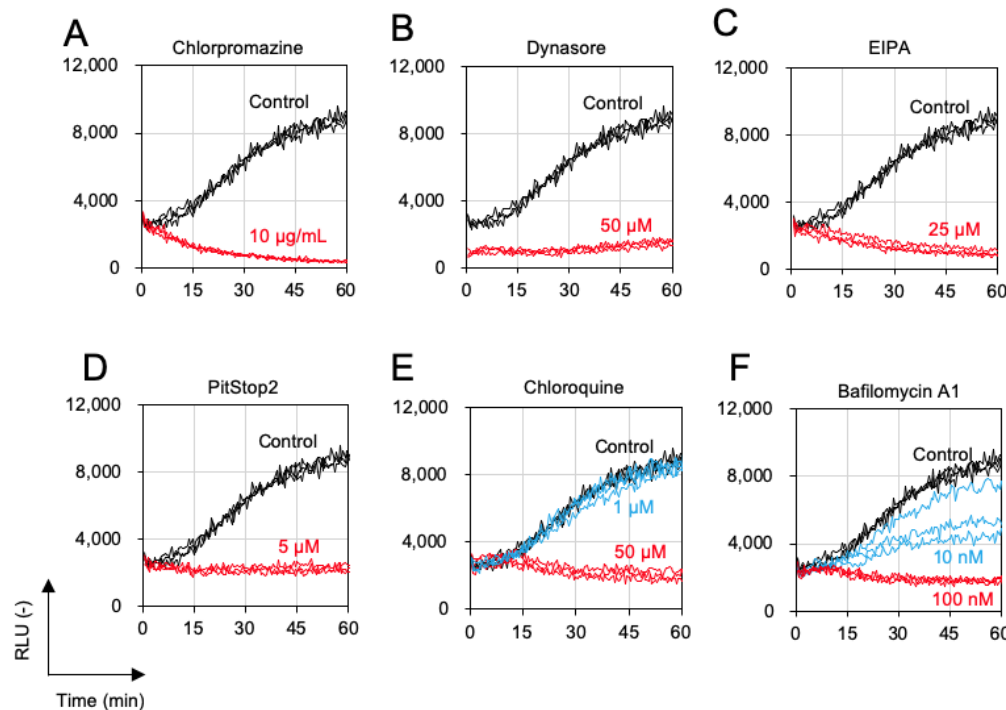 A
Chlorpromazine
12,000
8,000
4,000
0
Control
10 µg/mL
0 15 30 45 60
B
Dynasore
12,000
8,000
4,000
0
Control
50 µM
0 15 30 45 60
C
EIPA
12,000
8,000
4,000
0
Control
25 µM
0 15 30 45 60
D
PitStop2
12,000
8,000
4,000
0
Control
5 µM
0 15 30 45 60
E
Chloroquine
12,000
8,000
4,000
0
Control
1 µM
50 µM
0 15 30 45 60
F
Bafilomycin A1
12,000
8,000
4,000
0
Control
10 nM
100 nM
0 15 30 45 60
RLU (-)
Time (min)